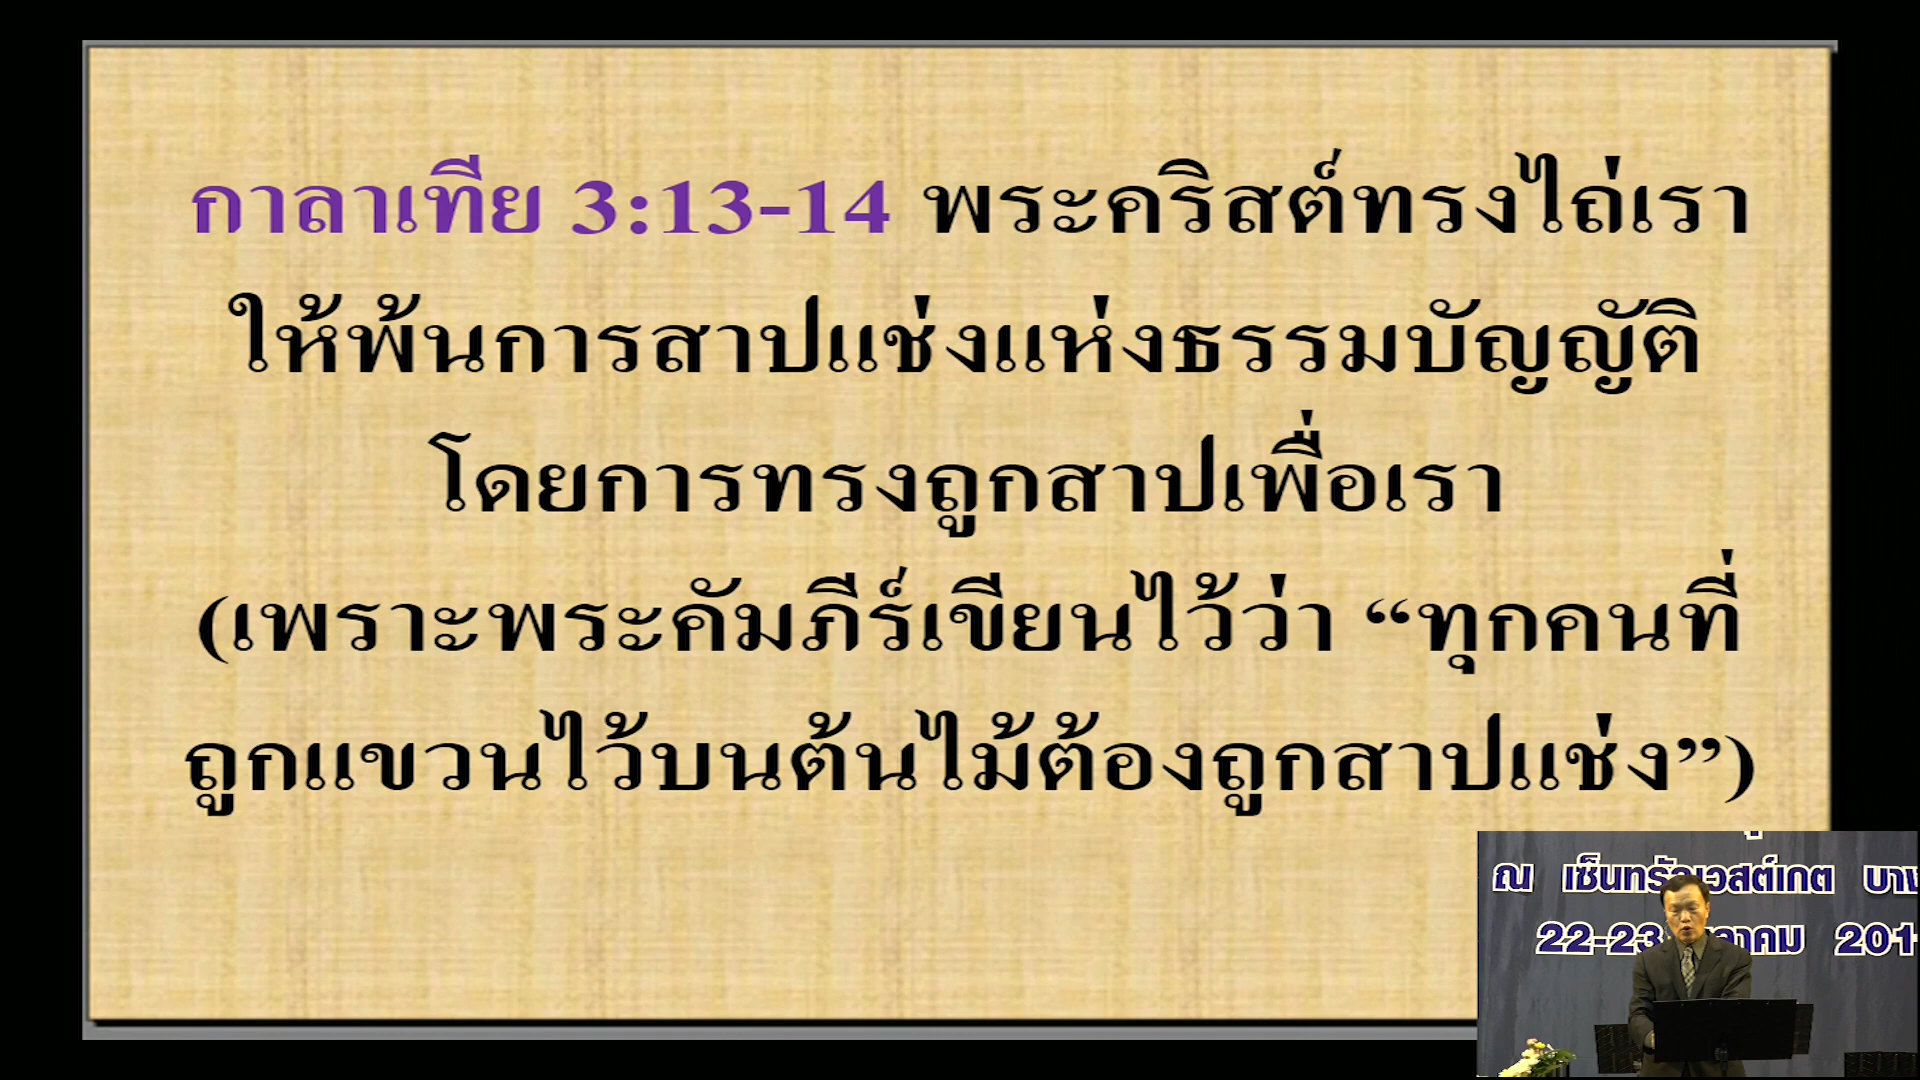 กาลาเทีย 3:13-14 พระคริสต์ทรงไถ่เรา
ให้พ้นการสาปแช่งแห่งธรรมบัญญัติ
โดยการทรงถูกสาปเพื่อเรา
(เพราะพระคัมภีร์เขียนไว้ว่า “ทุกคนที่
ถูกแขวนไว้บนต้นไม้ต้องถูกสาปแช่ง”)
ณ เซ็นทรัลเวสต์เกต
22-23 201